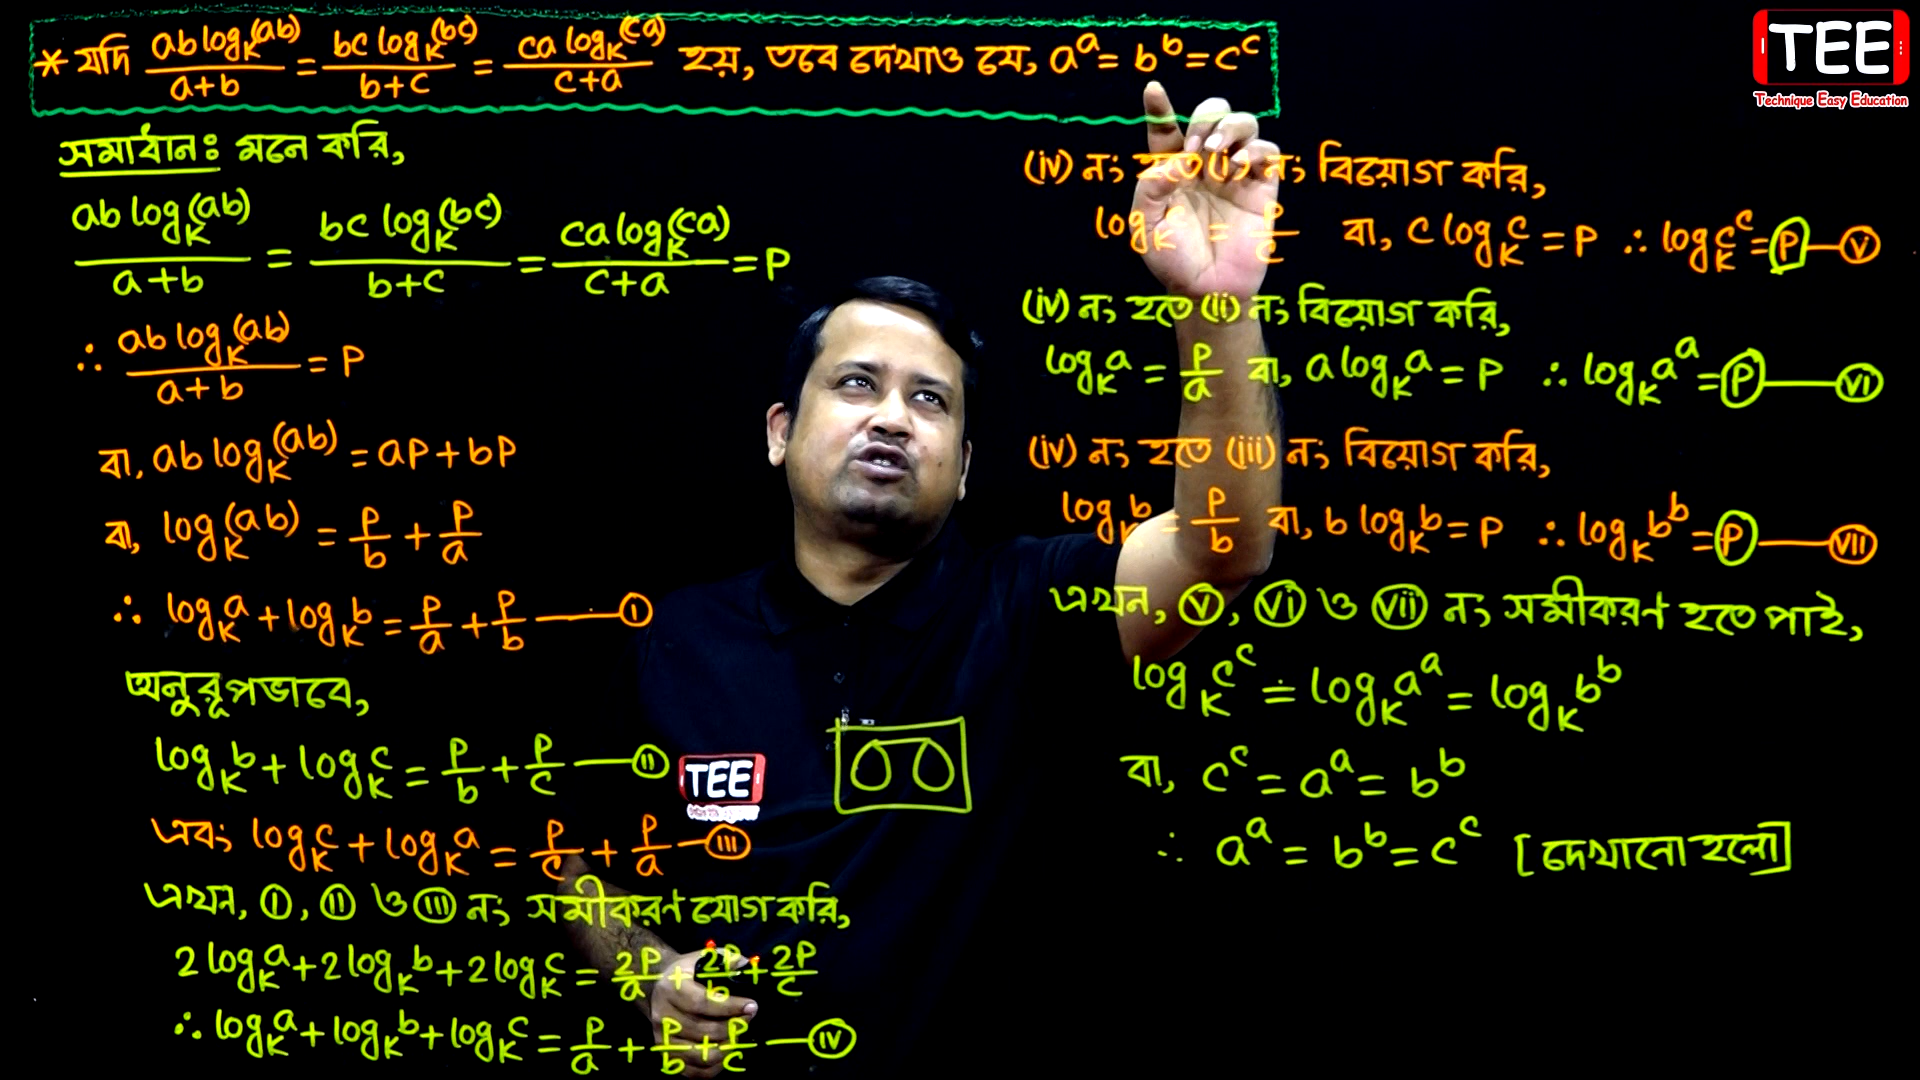 * যদি ab log_k(ab)/a+b = bc log_k(bc)/b+c = ca log_k(ca)/c+a হয়, তবে দেখাও যে, a^a = b^b = c^c
TEE
Technique Easy Education
সমাধানঃ মনে করি,
ab log_k(ab)/a+b = bc log_k(bc)/b+c = ca log_k(ca)/c+a = P
∴ ab log_k(ab)/a+b = P
বা, ab log_k(ab) = aP + bP
বা, log_k(ab) = P/b + P/a
∴ log_k a + log_k b = P/a + P/b — (I)
অনুরূপভাবে,
log_k b + log_k c = P/b + P/c — (II)
এবং log_k c + log_k a = P/c + P/a — (III)
এখন, (I), (II) ও (III) নং সমীকরণ যোগ করি,
2 log_k a + 2 log_k b + 2 log_k c = 2P/a + 2P/b + 2P/c
∴ log_k a + log_k b + log_k c = P/a + P/b + P/c — (IV)
TEE
(iv) নং হতে (i) নং বিয়োগ করি,
log_k c = P/c বা, c log_k c = P ∴ log_k c^c = P — (V)
(iv) নং হতে (ii) নং বিয়োগ করি,
log_k a = P/a বা, a log_k a = P ∴ log_k a^a = P — (VI)
(iv) নং হতে (iii) নং বিয়োগ করি,
log_k b = P/b বা, b log_k b = P ∴ log_k b^b = P — (VII)
এখন, (V), (VI) ও (VII) নং সমীকরণ হতে পাই,
log_k c^c = log_k a^a = log_k b^b
বা, c^c = a^a = b^b
∴ a^a = b^b = c^c [দেখানো হলো]